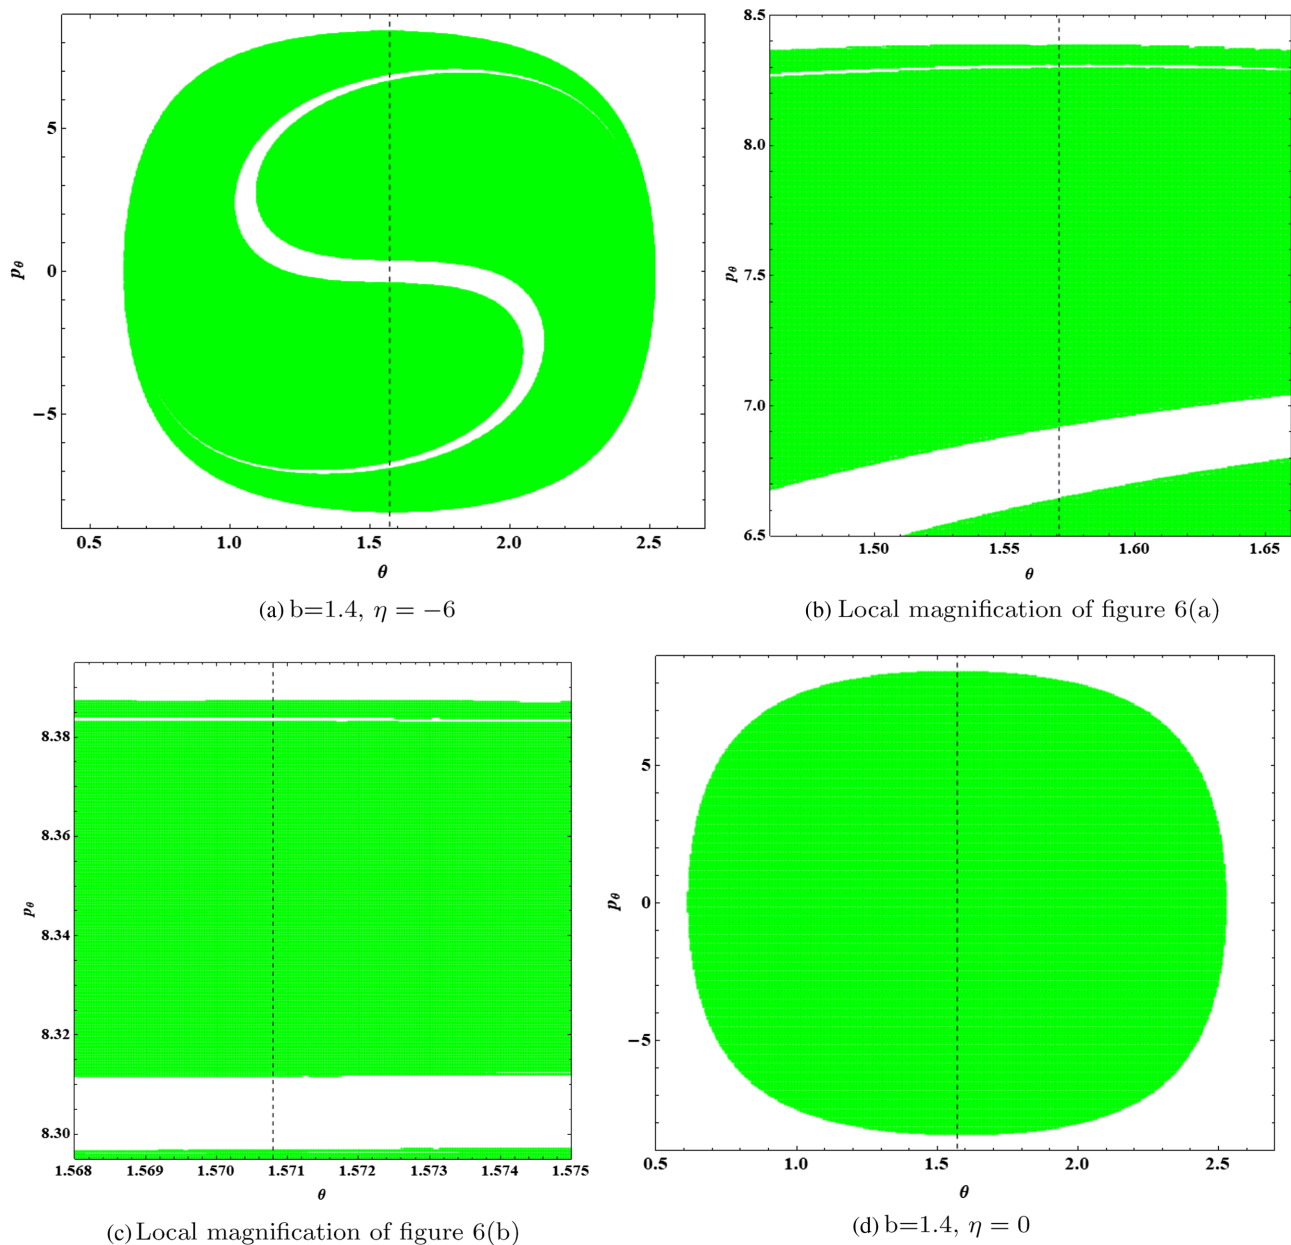 5
0
−5
pθ
0.5 1.0 1.5 2.0 2.5
θ
(a) b=1.4, η = −6
8.5
8.0
7.5
7.0
6.5
pθ
1.50 1.55 1.60 1.65
θ
(b) Local magnification of figure 6(a)
8.38
8.36
8.34
8.32
8.30
pθ
1.568 1.569 1.570 1.571 1.572 1.573 1.574 1.575
θ
(c) Local magnification of figure 6(b)
5
0
−5
pθ
0.5 1.0 1.5 2.0 2.5
θ
(d) b=1.4, η = 0